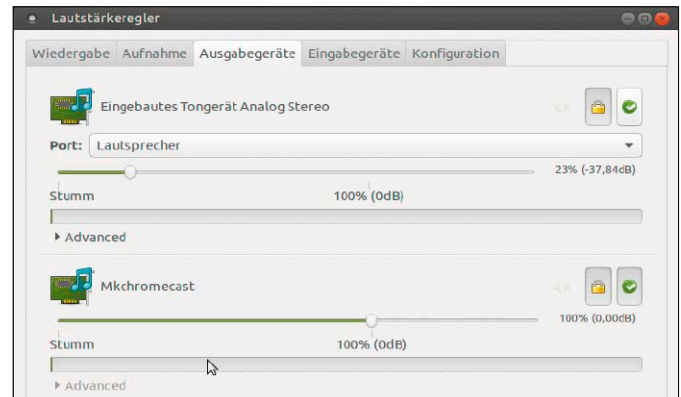 Lautstärkeregler
Wiedergabe Aufnahme Ausgabegeräte Eingabegeräte Konfiguration
Eingebautes Tongerät Analog Stereo
Port: Lautsprecher
23% (-37,84dB)
Stumm 100% (0dB)
Advanced
Mkchromecast
100% (0,00dB)
Stumm 100% (0dB)
Advanced